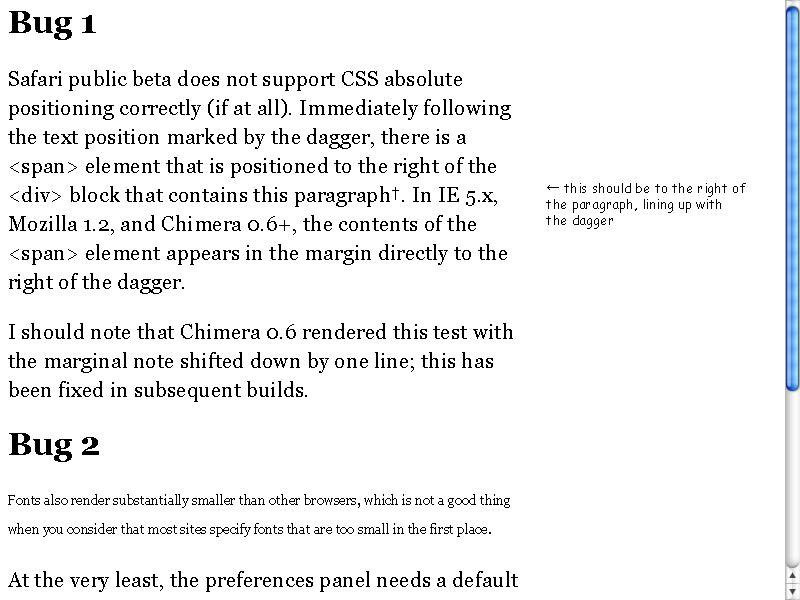 Bug 1
Safari public beta does not support CSS absolute
positioning correctly (if at all). Immediately following
the text position marked by the dagger, there is a
<span> element that is positioned to the right of the
<div> block that contains this paragraph†. In IE 5.x,
Mozilla 1.2, and Chimera 0.6+, the contents of the
<span> element appears in the margin directly to the
right of the dagger.
← this should be to the right of
the paragraph, lining up with
the dagger
I should note that Chimera 0.6 rendered this test with
the marginal note shifted down by one line; this has
been fixed in subsequent builds.
Bug 2
Fonts also render substantially smaller than other browsers, which is not a good thing
when you consider that most sites specify fonts that are too small in the first place.
At the very least, the preferences panel needs a default